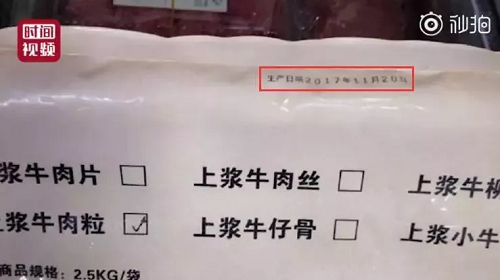 时间
视频
秒拍
生产日期2017年11月20日
浆牛肉片 上浆牛肉丝 上浆牛柳
浆牛肉粒 上浆牛仔骨 上浆小牛
商品规格：2.5KG/袋